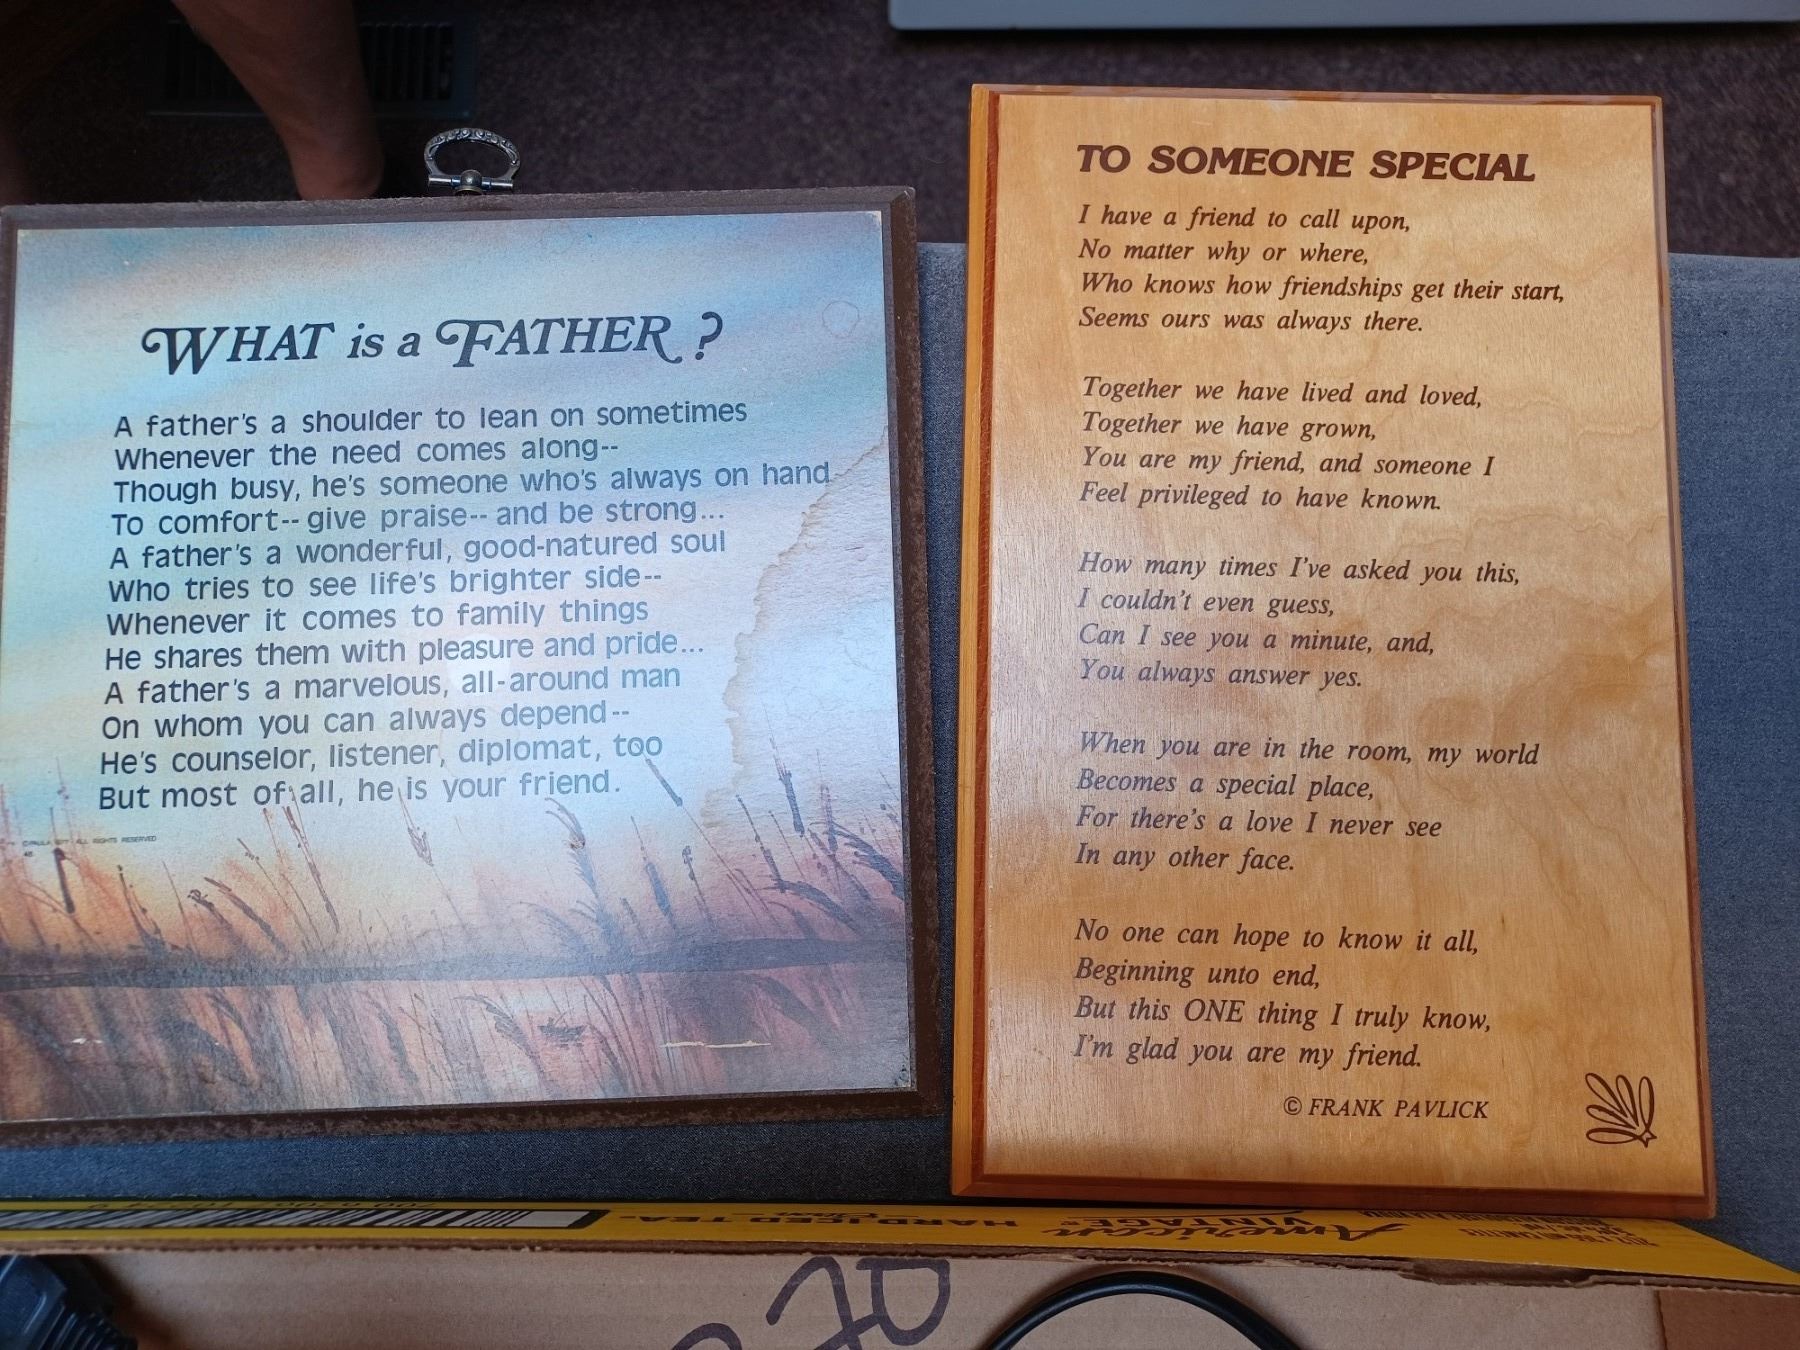 WHAT is a FATHER ?
A father's a shoulder to lean on sometimes
Whenever the need comes along--
Though busy, he's someone who's always on hand
To comfort-- give praise-- and be strong...
A father's a wonderful, good-natured soul
Who tries to see life's brighter side--
Whenever it comes to family things
He shares them with pleasure and pride...
A father's a marvelous, all-around man
On whom you can always depend--
He's counselor, listener, diplomat, too
But most of all, he is your friend.
ALL RIGHTS RESERVED
TO SOMEONE SPECIAL
I have a friend to call upon,
No matter why or where,
Who knows how friendships get their start,
Seems ours was always there.
Together we have lived and loved,
Together we have grown,
You are my friend, and someone I
Feel privileged to have known.
How many times I've asked you this,
I couldn't even guess,
Can I see you a minute, and,
You always answer yes.
When you are in the room, my world
Becomes a special place,
For there's a love I never see
In any other face.
No one can hope to know it all,
Beginning unto end,
But this ONE thing I truly know,
I'm glad you are my friend.
© FRANK PAVLICK
American
VINTAGE
HARD ICED TEA